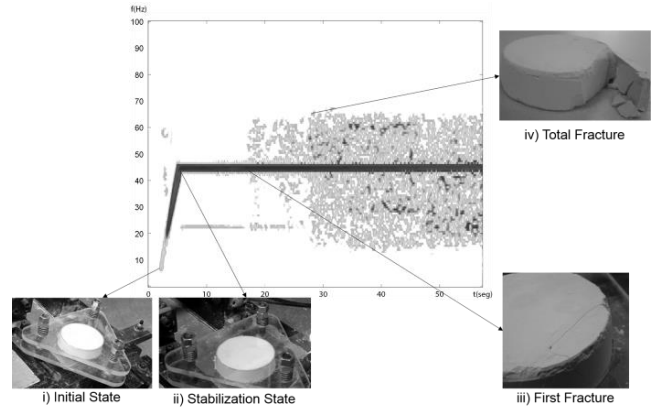 f(Hz)
100
90
80
70
60
50
40
30
20
10
0
10
20
30
40
50
t(seg)
iv) Total Fracture
i) Initial State
ii) Stabilization State
iii) First Fracture